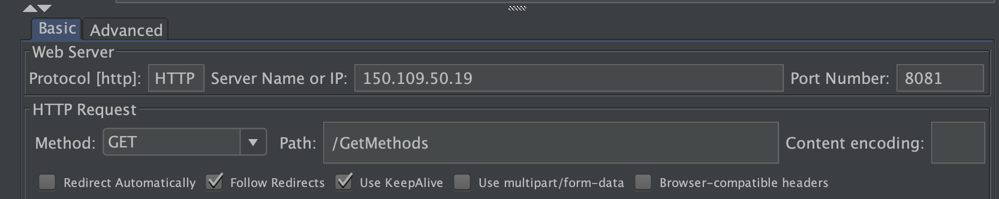 Basic Advanced
Web Server
Protocol [http]: HTTP Server Name or IP: 150.109.50.19 Port Number: 8081
HTTP Request
Method: GET Path: /GetMethods Content encoding:
Redirect Automatically Follow Redirects Use KeepAlive Use multipart/form-data Browser-compatible headers